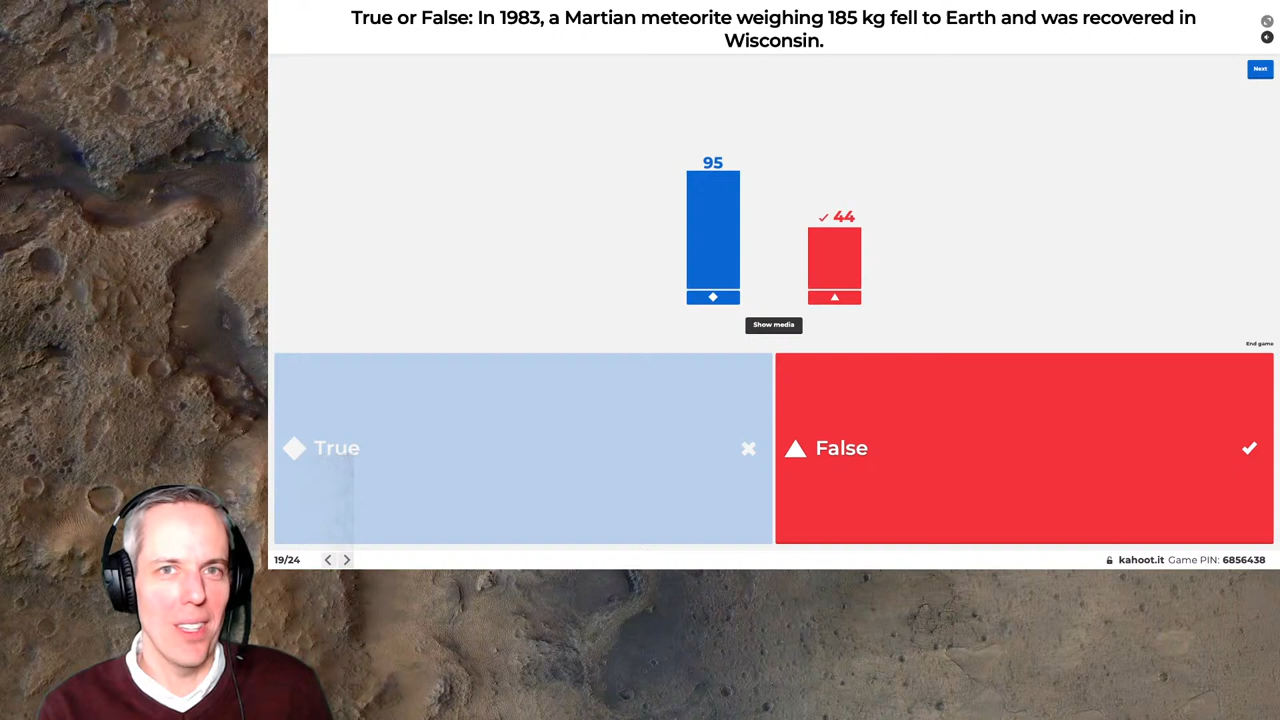 True or False: In 1983, a Martian meteorite weighing 185 kg fell to Earth and was recovered in
Wisconsin.
Next
95
44
Show media
End game
True
False
19/24
kahoot.it Game PIN: 6856438